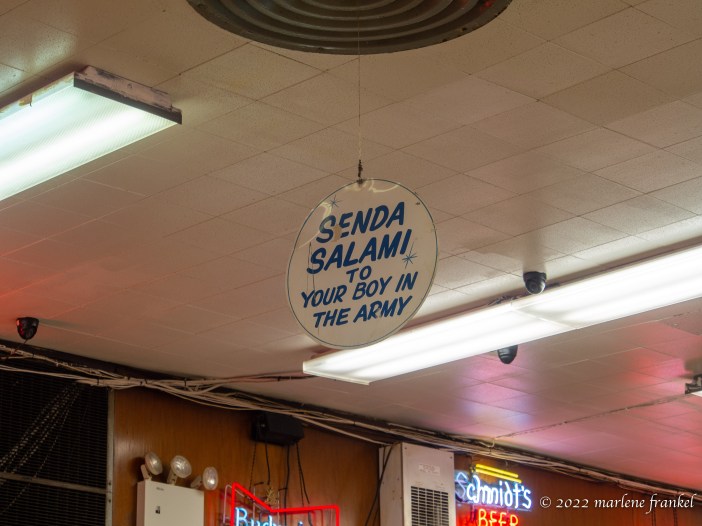 SENDA
SALAMI
TO
YOUR BOY IN
THE ARMY
Schmidt's
BEER
© 2022 marlene frankel